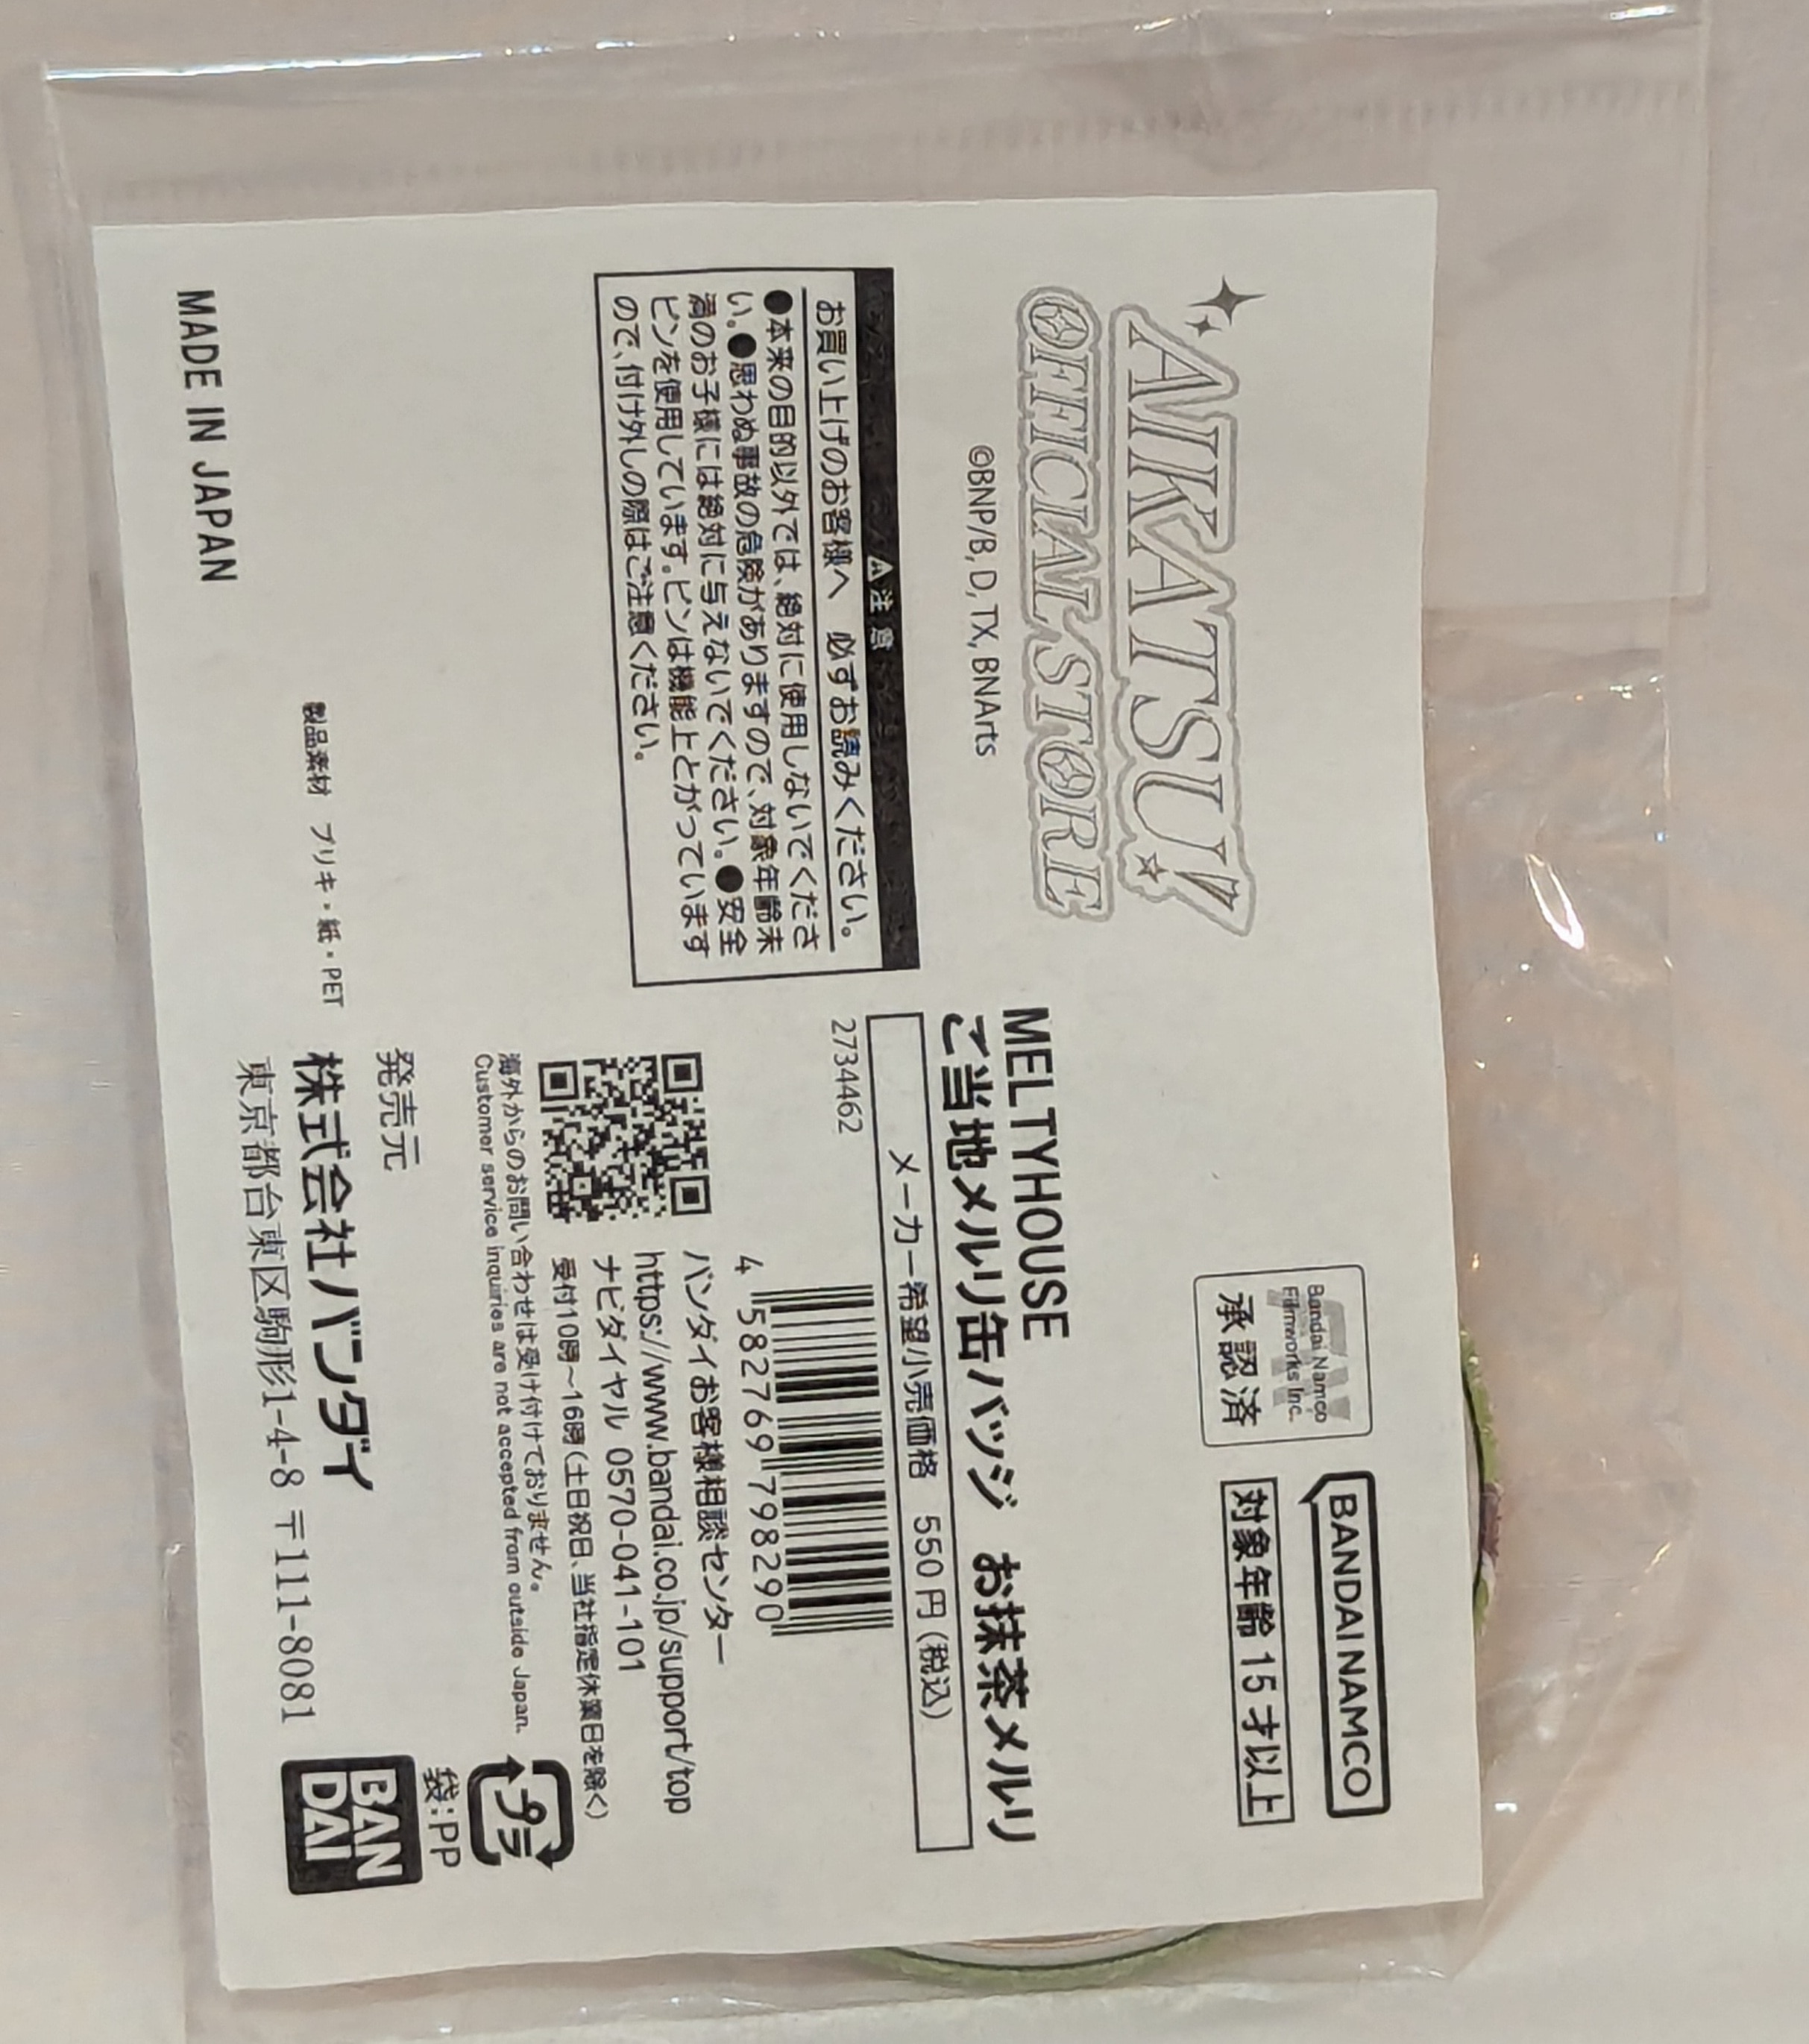 AIKATSU!
OFFICIAL STORE
©BNP/B, D, TX, BNArts
⚠注意
お買い上げのお客様へ 必ずお読みください。
●本来の目的以外では、絶対に使用しないでくださ
い。●思わぬ事故の危険がありますので、対象年齢未
満のお子様には絶対に与えないでください。●安全
ピンを使用しています。ピンは機能上とがっています
ので、付け外しの際はご注意ください。
製品素材 ブリキ・紙・PET
MADE IN JAPAN
Bandai Namco
Filmworks Inc.
承認済
BANDAI NAMCO
対象年齢 15才以上
MELTYHOUSE
ご当地メルリ缶バッジ お抹茶メルリ
メーカー希望小売価格 550円(税込)
2734462
4 582769 798290
バンダイお客様相談センター
https://www.bandai.co.jp/support/top
ナビダイヤル 0570-041-101
受付10時~16時(土日祝日、当社指定休業日を除く)
海外からのお問い合わせは受け付けておりません。
Customer service inquiries are not accepted from outside Japan.
プラ
袋:PP
発売元
株式会社バンダイ
東京都台東区駒形1-4-8 〒111-8081
BAN
DAI